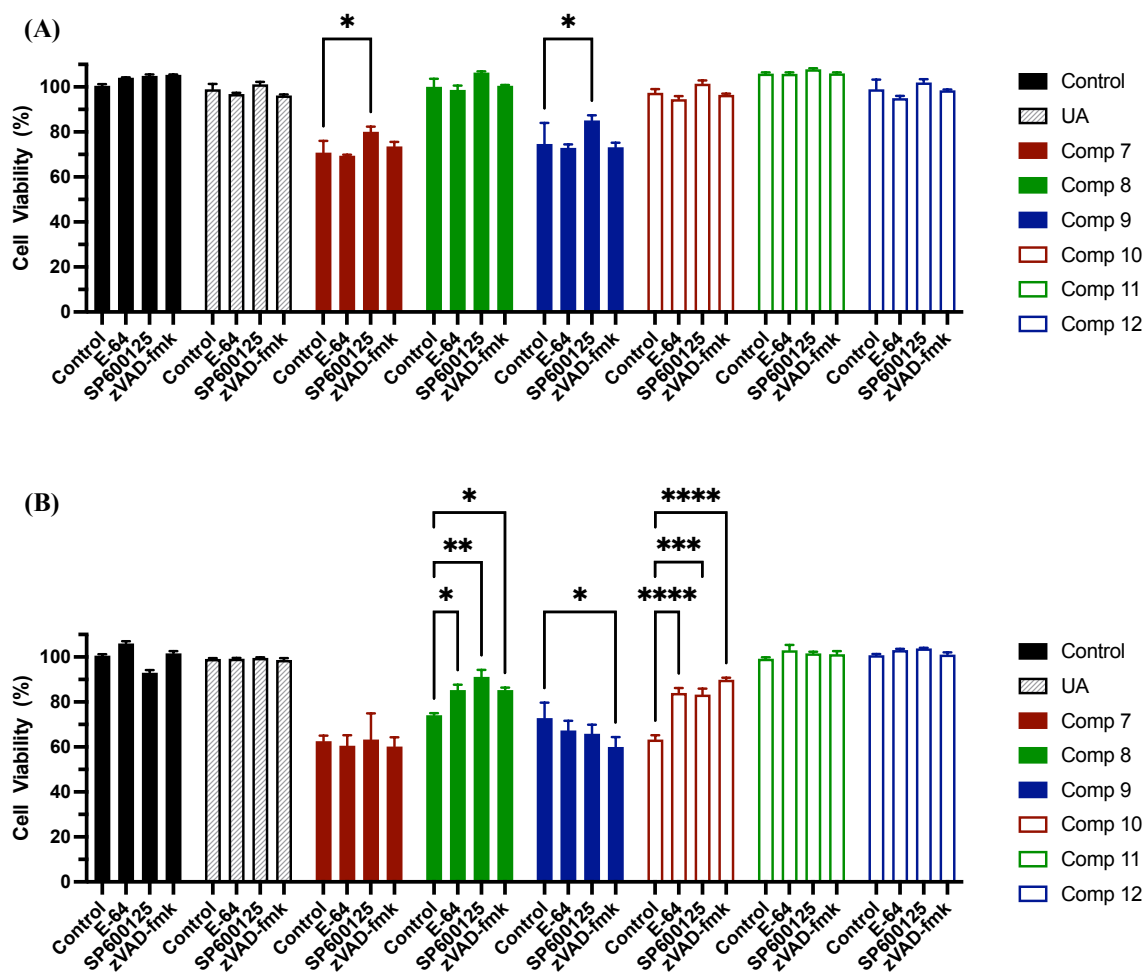 (A)
*
*
Cell Viability (%)
100
80
60
40
20
0
Control
E-64
SP600125
zVAD-fmk
Control
E-64
SP600125
zVAD-fmk
Control
E-64
SP600125
zVAD-fmk
Control
E-64
SP600125
zVAD-fmk
Control
E-64
SP600125
zVAD-fmk
Control
E-64
SP600125
zVAD-fmk
Control
E-64
SP600125
zVAD-fmk
Control
E-64
SP600125
zVAD-fmk
Control
UA
Comp 7
Comp 8
Comp 9
Comp 10
Comp 11
Comp 12
(B)
*
**
*
*
****
***
****
Cell Viability (%)
100
80
60
40
20
0
Control
E-64
SP600125
zVAD-fmk
Control
E-64
SP600125
zVAD-fmk
Control
E-64
SP600125
zVAD-fmk
Control
E-64
SP600125
zVAD-fmk
Control
E-64
SP600125
zVAD-fmk
Control
E-64
SP600125
zVAD-fmk
Control
E-64
SP600125
zVAD-fmk
Control
E-64
SP600125
zVAD-fmk
Control
UA
Comp 7
Comp 8
Comp 9
Comp 10
Comp 11
Comp 12